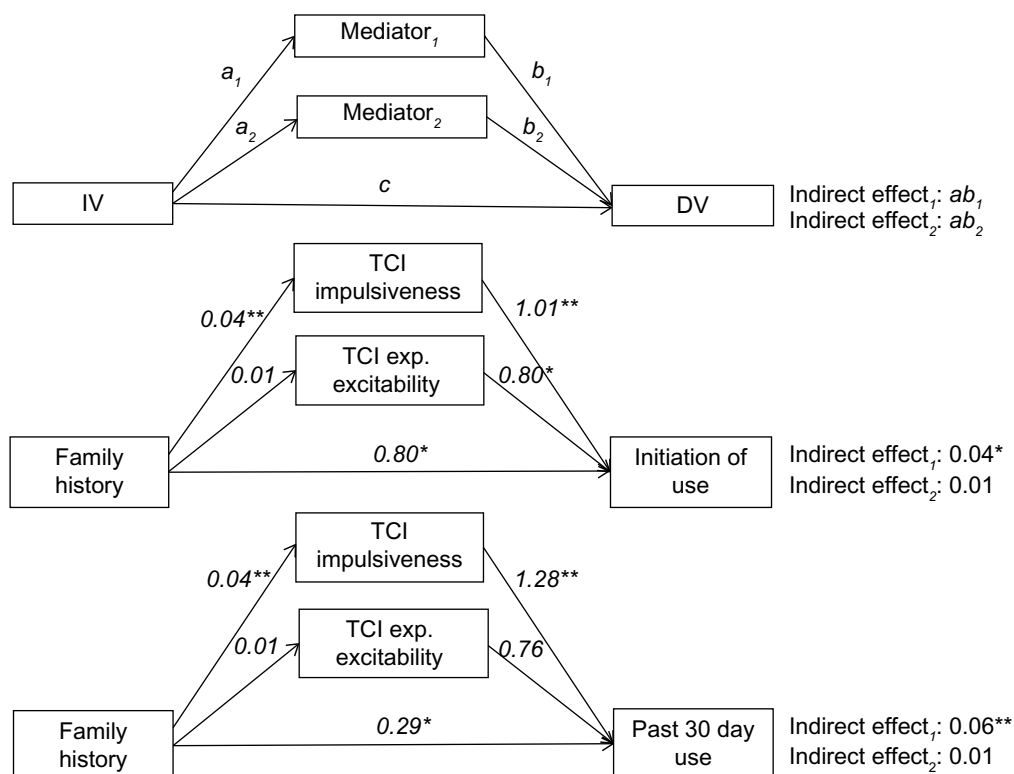 Mediator₁
a₁
b₁
Mediator₂
a₂
b₂
c
IV
DV
Indirect effect₁: ab₁
Indirect effect₂: ab₂
TCI
impulsiveness
0.04**
1.01**
TCI exp.
excitability
0.01
0.80*
0.80*
Family
history
Initiation of
use
Indirect effect₁: 0.04*
Indirect effect₂: 0.01
TCI
impulsiveness
0.04**
1.28**
TCI exp.
excitability
0.01
0.76
0.29*
Family
history
Past 30 day
use
Indirect effect₁: 0.06**
Indirect effect₂: 0.01